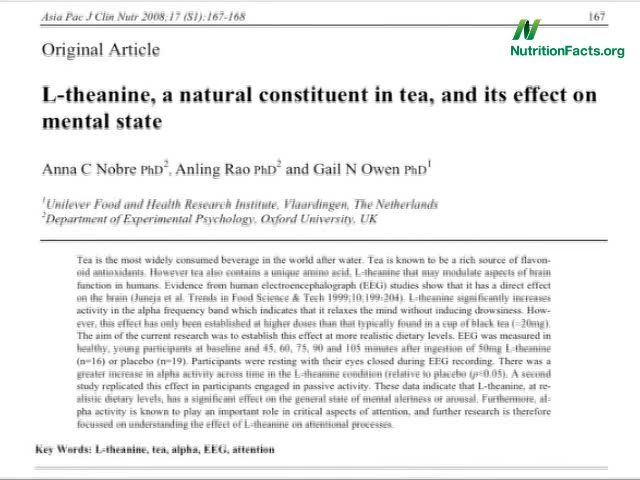 Asia Pac J Clin Nutr 2008;17 (S1):167-168 167
NutritionFacts.org
Original Article
L-theanine, a natural constituent in tea, and its effect on
mental state
Anna C Nobre PhD2, Anling Rao PhD2 and Gail N Owen PhD1
1Unilever Food and Health Research Institute, Vlaardingen, The Netherlands
2Department of Experimental Psychology, Oxford University, UK
Tea is the most widely consumed beverage in the world after water. Tea is known to be a rich source of flavon-
oid antioxidants. However tea also contains a unique amino acid, L-theanine that may modulate aspects of brain
function in humans. Evidence from human electroencephalograph (EEG) studies show that it has a direct effect
on the brain (Juneja et al. Trends in Food Science & Tech 1999;10;199-204). L-theanine significantly increases
activity in the alpha frequency band which indicates that it relaxes the mind without inducing drowsiness. How-
ever, this effect has only been established at higher doses than that typically found in a cup of black tea (≈20mg).
The aim of the current research was to establish this effect at more realistic dietary levels. EEG was measured in
healthy, young participants at baseline and 45, 60, 75, 90 and 105 minutes after ingestion of 50mg L-theanine
(n=16) or placebo (n=19). Participants were resting with their eyes closed during EEG recording. There was a
greater increase in alpha activity across time in the L-theanine condition (relative to placebo (p<0.05). A second
study replicated this effect in participants engaged in passive activity. These data indicate that L-theanine, at re-
alistic dietary levels, has a significant effect on the general state of mental alertness or arousal. Furthermore, al-
pha activity is known to play an important role in critical aspects of attention, and further research is therefore
focussed on understanding the effect of L-theanine on attentional processes.
Key Words: L-theanine, tea, alpha, EEG, attention